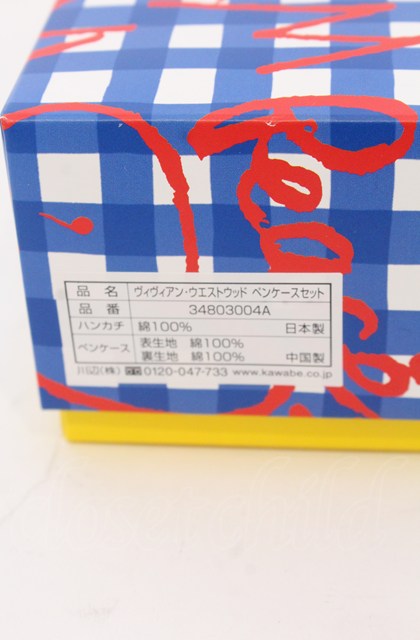 品名 ヴィヴィアン・ウエストウッド ペンケースセット
品番 34803004A
ハンカチ 綿100% 日本製
ペンケース 表生地 綿100%
裏生地 綿100% 中国製
川辺(株) 0120-047-733 www.kawabe.co.jp